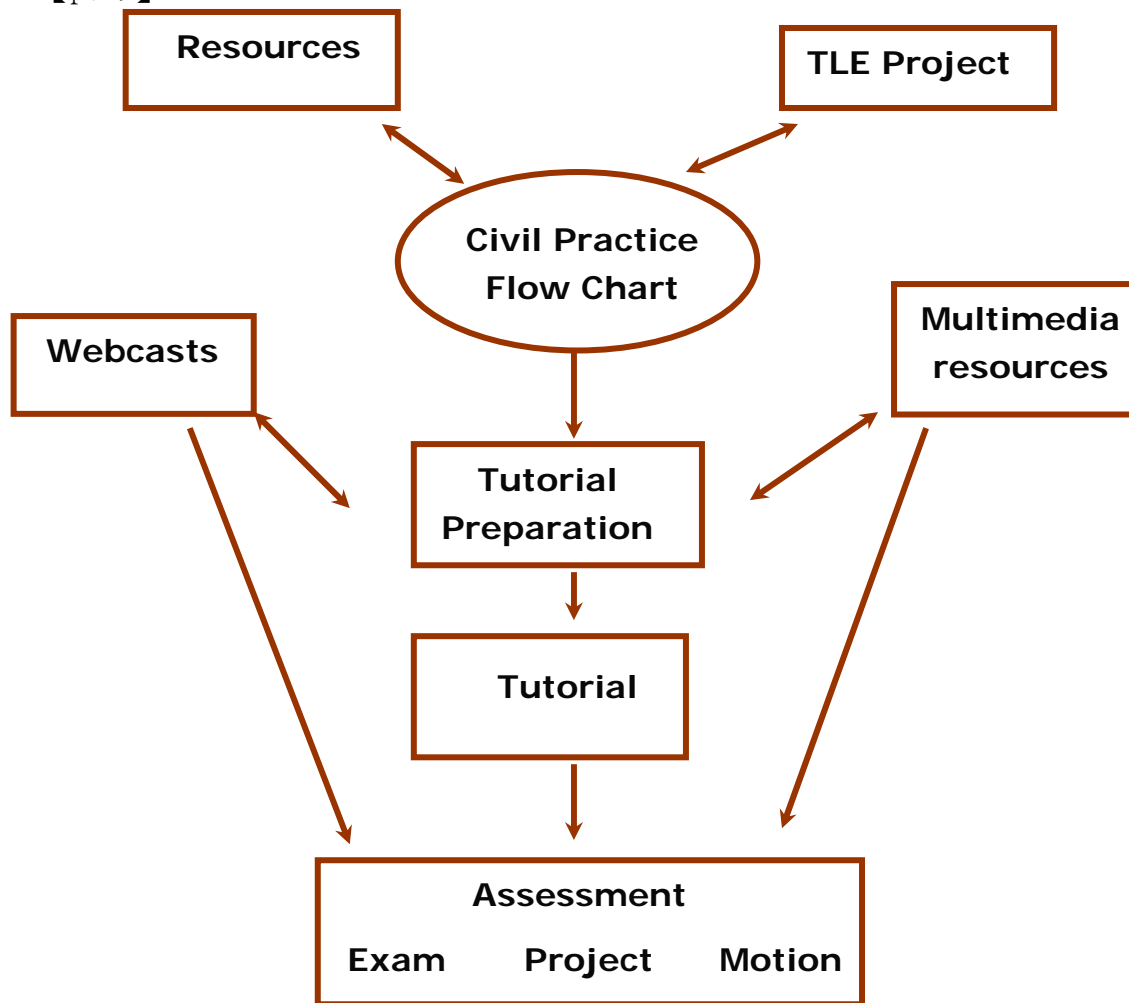 Resources
TLE Project
Civil Practice
Flow Chart
Webcasts
Multimedia
resources
Tutorial
Preparation
Tutorial
Assessment
Exam Project Motion